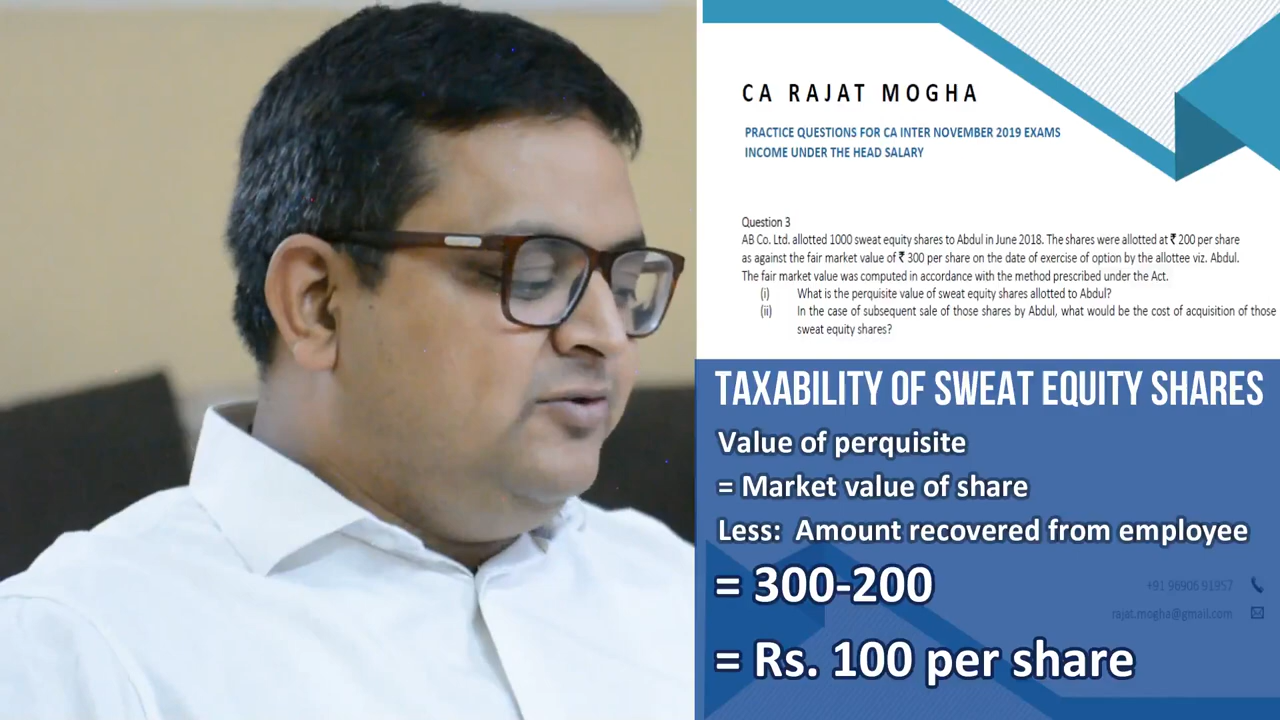 CA RAJAT MOGHA
PRACTICE QUESTIONS FOR CA INTER NOVEMBER 2019 EXAMS
INCOME UNDER THE HEAD SALARY
Question 3
AB Co. Ltd. allotted 1000 sweat equity shares to Abdul in June 2018. The shares were allotted at ₹ 200 per share
as against the fair market value of ₹ 300 per share on the date of exercise of option by the allottee viz. Abdul.
The fair market value was computed in accordance with the method prescribed under the Act.
(i) What is the perquisite value of sweat equity shares allotted to Abdul?
(ii) In the case of subsequent sale of those shares by Abdul, what would be the cost of acquisition of those
sweat equity shares?
TAXABILITY OF SWEAT EQUITY SHARES
Value of perquisite
= Market value of share
Less: Amount recovered from employee
= 300-200
+91 96906 91957
rajat.mogha@gmail.com
= Rs. 100 per share